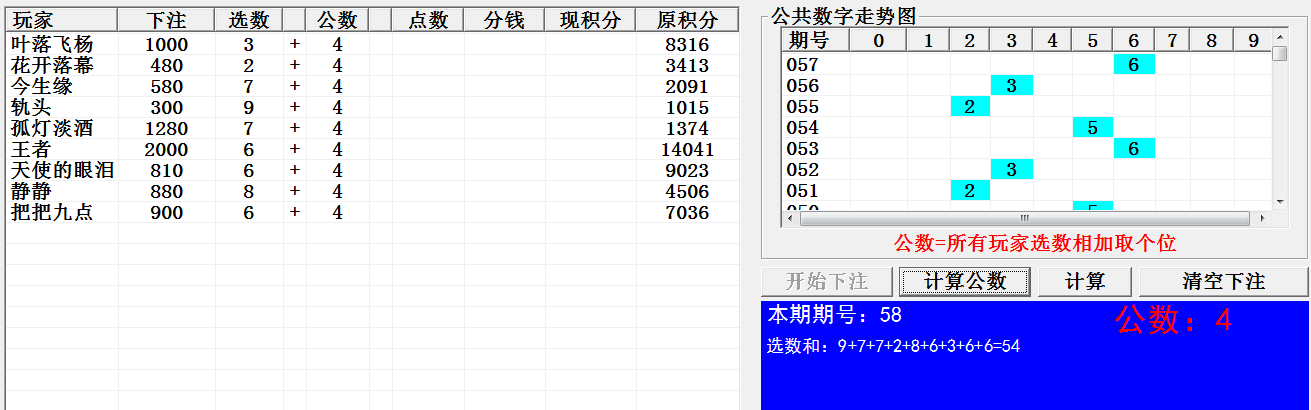 玩家 下注 选数 公数 点数 分钱 现积分 原积分
叶落飞杨 1000 3 + 4 8316
花开落幕 480 2 + 4 3413
今生缘 580 7 + 4 2091
轨头 300 9 + 4 1015
孤灯淡酒 1280 7 + 4 1374
王者 2000 6 + 4 14041
天使的眼泪 810 6 + 4 9023
静静 880 8 + 4 4506
把把九点 900 6 + 4 7036
公共数字走势图
期号 0 1 2 3 4 5 6 7 8 9
057 6
056 3
055 2
054 5
053 6
052 3
051 2
050 5
公数=所有玩家选数相加取个位
开始下注 计算公数 计算 清空下注
本期期号：58 公数：4
选数和：9+7+7+2+8+6+3+6+6=54